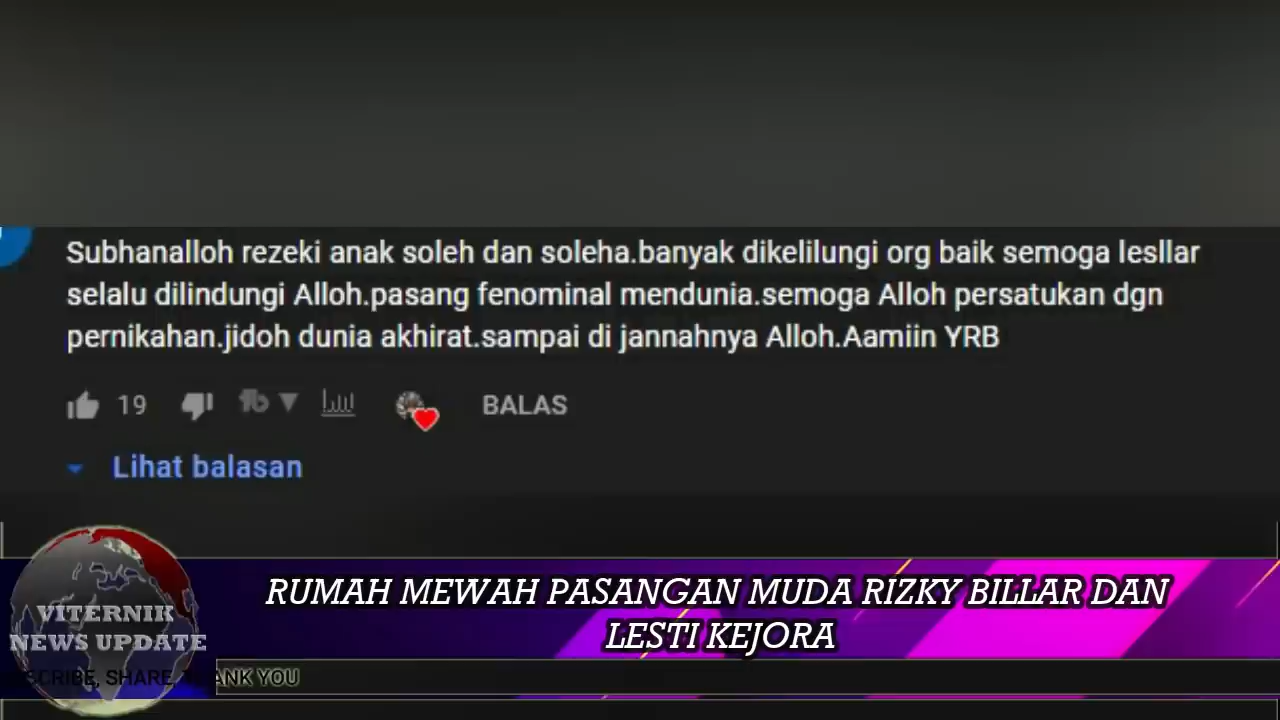 Subhanalloh rezeki anak soleh dan soleha.banyak dikelilungi org baik semoga lesllar
selalu dilindungi Alloh.pasang fenominal mendunia.semoga Alloh persatukan dgn
pernikahan.jidoh dunia akhirat.sampai di jannahnya Alloh.Aamiin YRB
19 BALAS
Lihat balasan
RUMAH MEWAH PASANGAN MUDA RIZKY BILLAR DAN
LESTI KEJORA
VITERNIK
NEWS UPDATE
SHARE, YOU